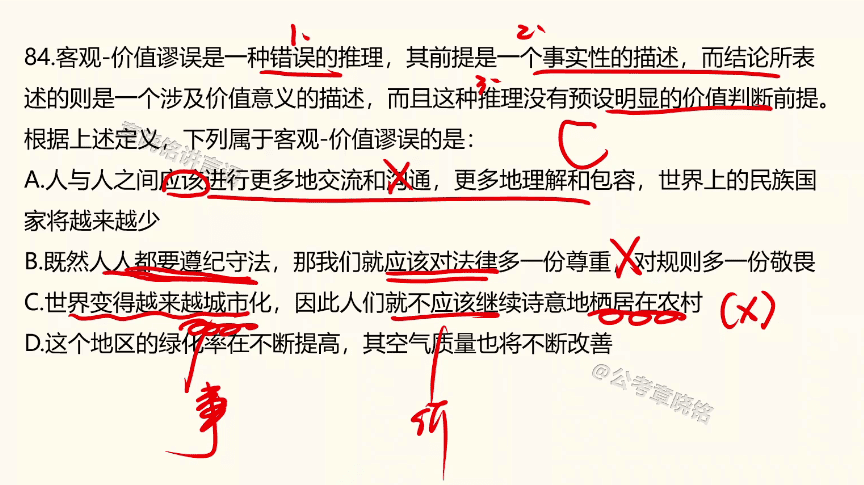 1.
2.
84.客观-价值谬误是一种错误的推理，其前提是一个事实性的描述，而结论所表
3.
述的则是一个涉及价值意义的描述，而且这种推理没有预设明显的价值判断前提。
根据上述定义，下列属于客观-价值谬误的是：
C
A.人与人之间应该进行更多地交流和沟通，更多地理解和包容，世界上的民族国
家将越来越少
B.既然人人都要遵纪守法，那我们就应该对法律多一份尊重，对规则多一份敬畏
C.世界变得越来越城市化，因此人们就不应该继续诗意地栖居在农村
(X)
D.这个地区的绿化率在不断提高，其空气质量也将不断改善
事
价
@公考章晓铭